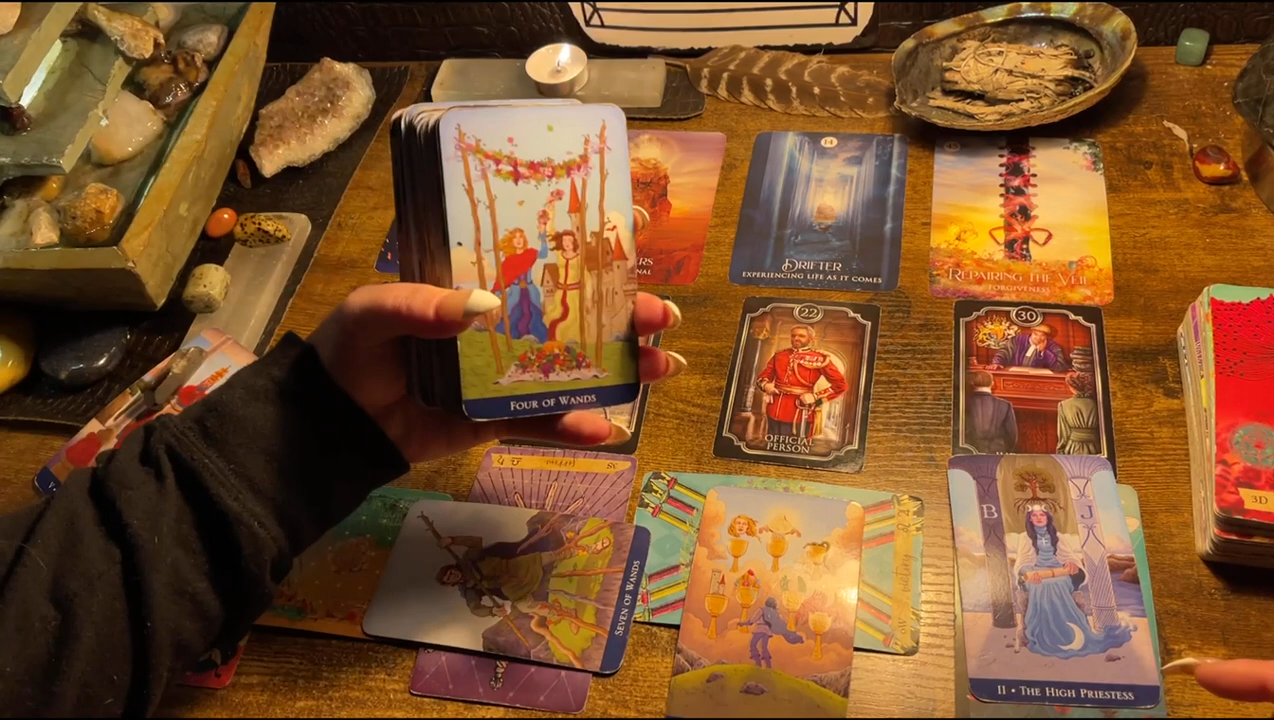 FOUR OF WANDS
14
DRIFTER
EXPERIENCING LIFE AS IT COMES
REPAIRING THE VEIL
FORGIVENESS
22
OFFICIAL
PERSON
30
3D
SEVEN OF WANDS
B J
II • THE HIGH PRIESTESS